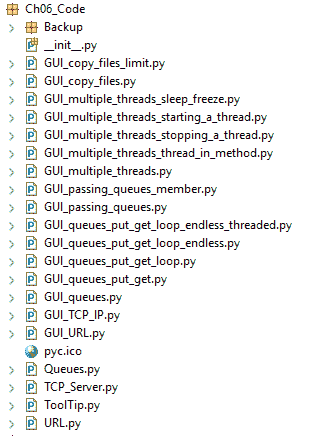 Ch06_Code
Backup
__init__.py
GUI_copy_files_limit.py
GUI_copy_files.py
GUI_multiple_threads_sleep_freeze.py
GUI_multiple_threads_starting_a_thread.py
GUI_multiple_threads_stopping_a_thread.py
GUI_multiple_threads_thread_in_method.py
GUI_multiple_threads.py
GUI_passing_queues_member.py
GUI_passing_queues.py
GUI_queues_put_get_loop_endless_threaded.py
GUI_queues_put_get_loop_endless.py
GUI_queues_put_get_loop.py
GUI_queues_put_get.py
GUI_queues.py
GUI_TCP_IP.py
GUI_URL.py
pyc.ico
Queues.py
TCP_Server.py
ToolTip.py
URL.py